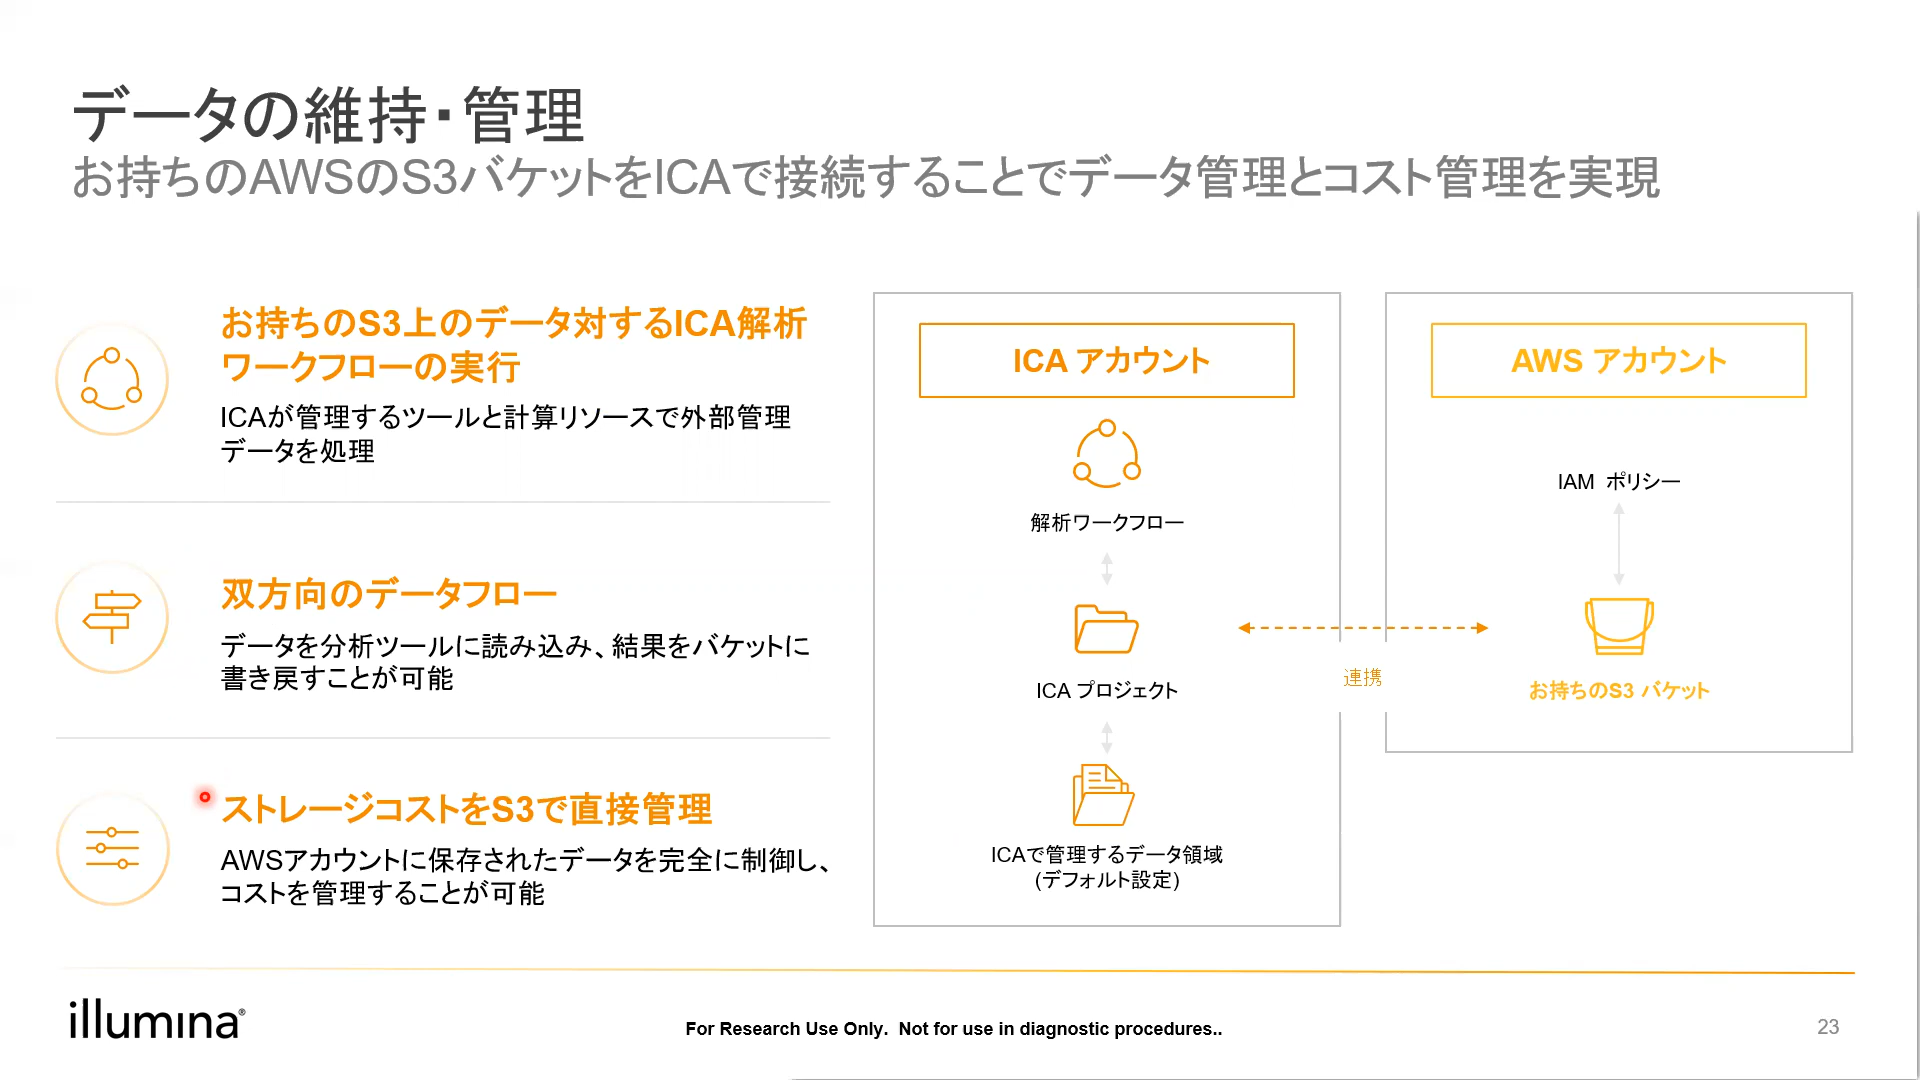 データの維持・管理
お持ちのAWSのS3バケットをICAで接続することでデータ管理とコスト管理を実現
お持ちのS3上のデータ対するICA解析
ワークフローの実行
ICAが管理するツールと計算リソースで外部管理
データを処理
双方向のデータフロー
データを分析ツールに読み込み、結果をバケットに
書き戻すことが可能
ストレージコストをS3で直接管理
AWSアカウントに保存されたデータを完全に制御し、
コストを管理することが可能
ICA アカウント
解析ワークフロー
ICA プロジェクト
ICAで管理するデータ領域
(デフォルト設定)
連携
AWS アカウント
IAM ポリシー
お持ちのS3 バケット
illumina®
For Research Use Only. Not for use in diagnostic procedures..
23